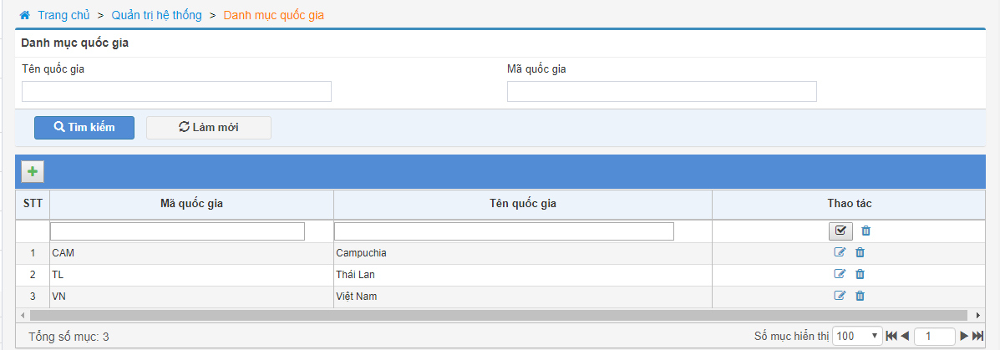 Trang chủ > Quản trị hệ thống > Danh mục quốc gia
Danh mục quốc gia
Tên quốc gia Mã quốc gia
Tìm kiếm Làm mới
STT Mã quốc gia Tên quốc gia Thao tác
1 CAM Campuchia
2 TL Thái Lan
3 VN Việt Nam
Tổng số mục: 3 Số mục hiển thị 100 1